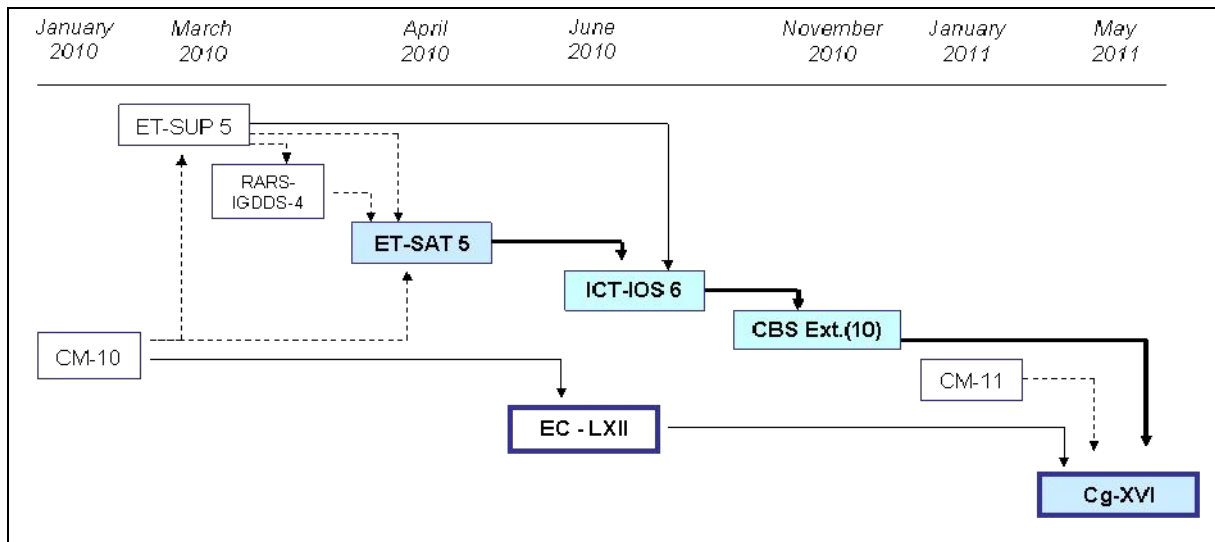 January 2010
March 2010
April 2010
June 2010
November 2010
January 2011
May 2011
ET-SUP 5
RARS-
IGDDS-4
ET-SAT 5
ICT-IOS 6
CBS Ext.(10)
CM-10
CM-11
EC - LXII
Cg-XVI